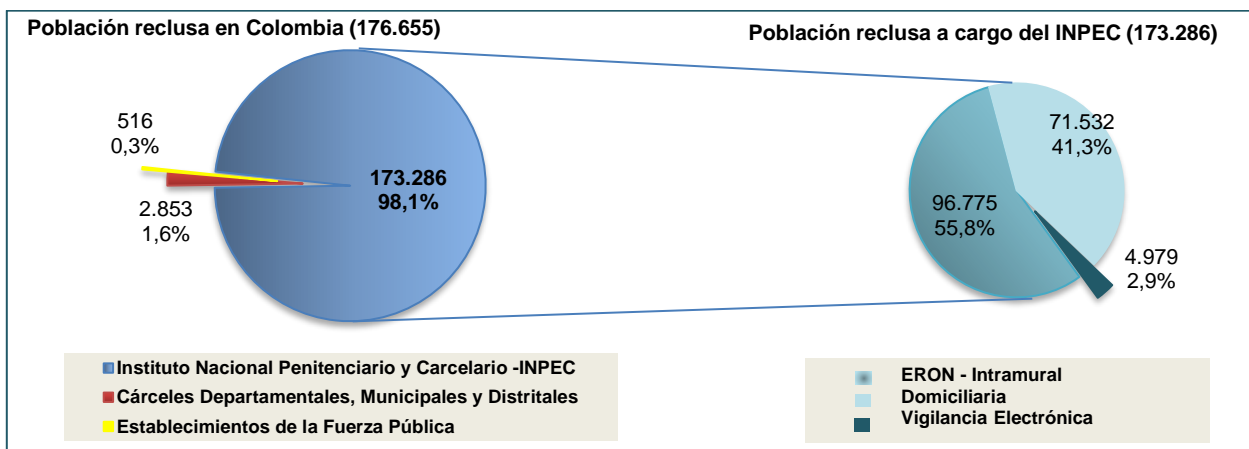 Población reclusa en Colombia (176.655)
516
0,3%
2.853
1,6%
173.286
98,1%
Instituto Nacional Penitenciario y Carcelario -INPEC
Cárceles Departamentales, Municipales y Distritales
Establecimientos de la Fuerza Pública
Población reclusa a cargo del INPEC (173.286)
71.532
41,3%
96.775
55,8%
4.979
2,9%
ERON - Intramural
Domiciliaria
Vigilancia Electrónica